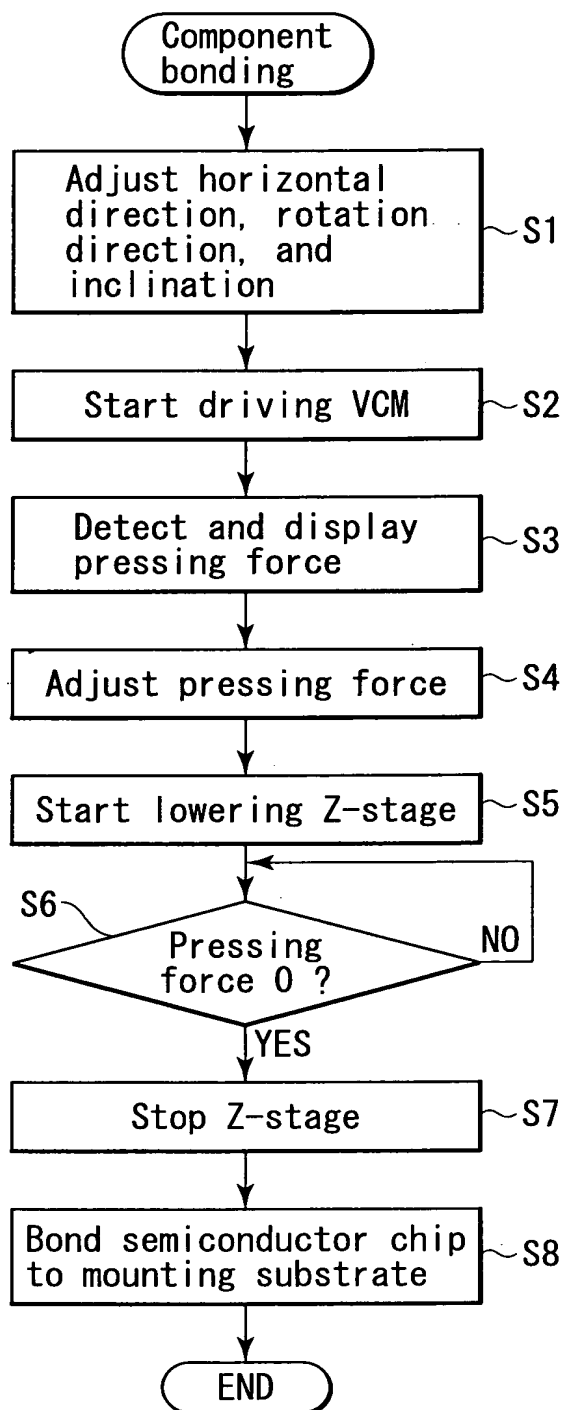 Component
bonding
Adjust horizontal
direction, rotation
direction, and
inclination
S1
Start driving VCM
S2
Detect and display
pressing force
S3
Adjust pressing force
S4
Start lowering Z-stage
S5
S6
Pressing
force 0 ?
NO
YES
Stop Z-stage
S7
Bond semiconductor chip
to mounting substrate
S8
END